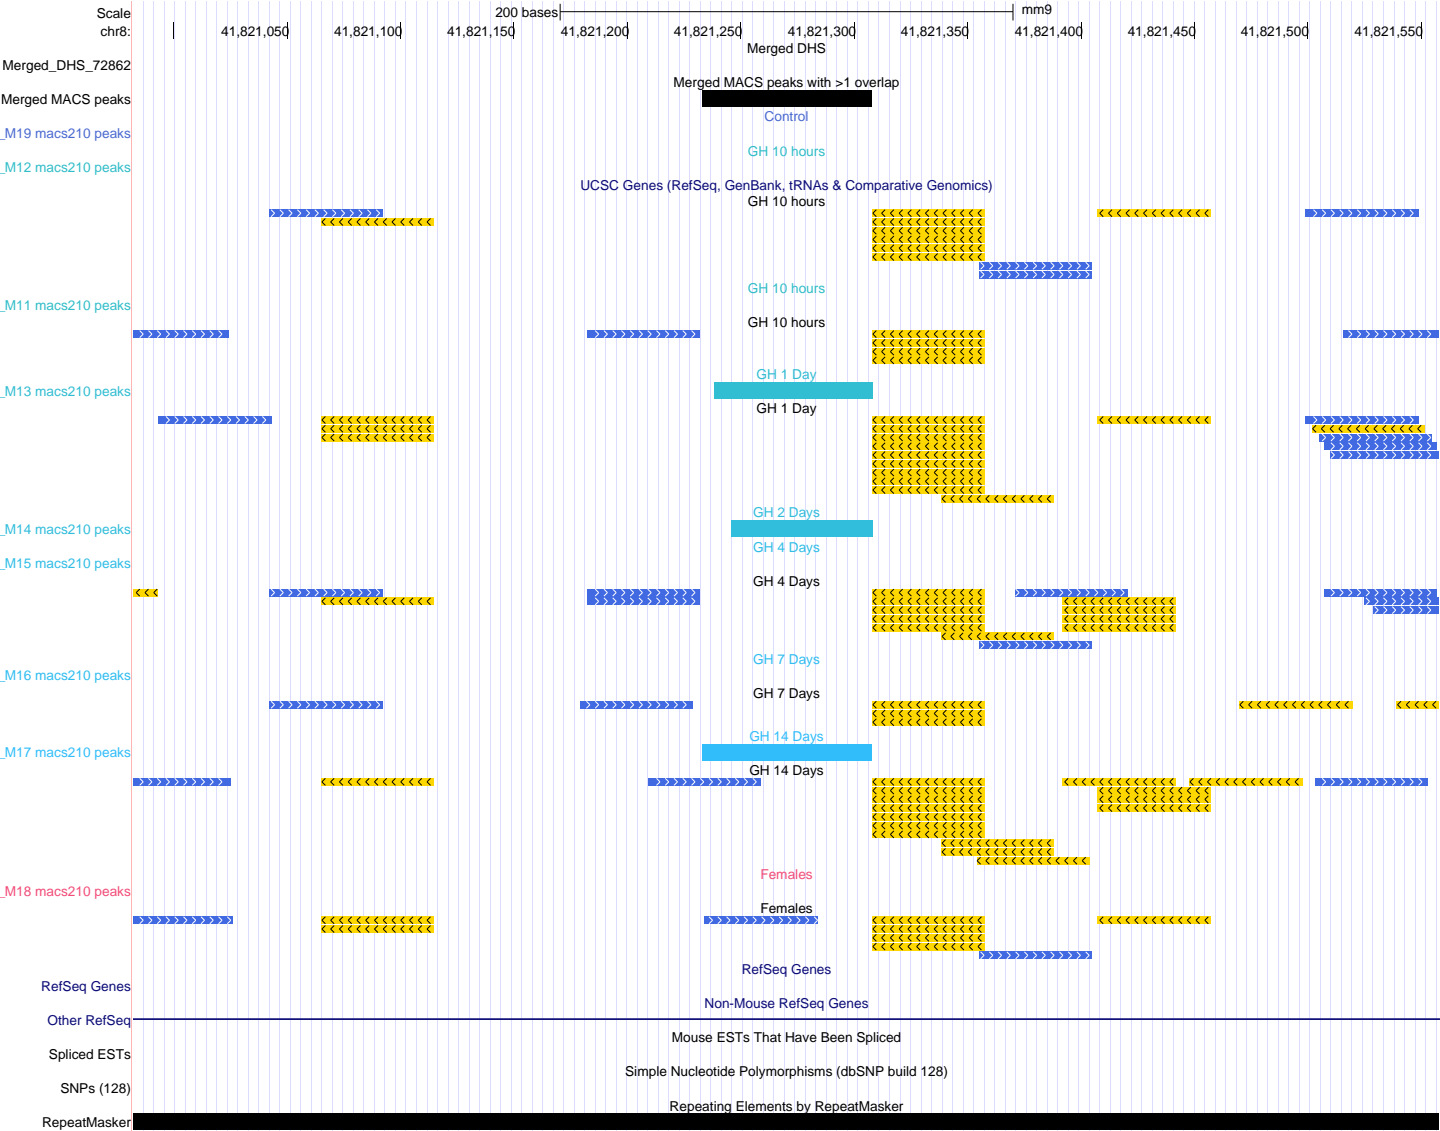 Scale 200 bases mm9
chr8: 41,821,050 41,821,100 41,821,150 41,821,200 41,821,250 41,821,300 41,821,350 41,821,400 41,821,450 41,821,500 41,821,550
Merged DHS
Merged_DHS_72862
Merged MACS peaks with >1 overlap
Merged MACS peaks
Control
_M19 macs210 peaks
GH 10 hours
_M12 macs210 peaks
UCSC Genes (RefSeq, GenBank, tRNAs & Comparative Genomics)
GH 10 hours
GH 10 hours
_M11 macs210 peaks
GH 10 hours
GH 1 Day
_M13 macs210 peaks
GH 1 Day
GH 2 Days
_M14 macs210 peaks
GH 4 Days
_M15 macs210 peaks
GH 4 Days
GH 7 Days
_M16 macs210 peaks
GH 7 Days
GH 14 Days
_M17 macs210 peaks
GH 14 Days
Females
_M18 macs210 peaks
Females
RefSeq Genes
RefSeq Genes
Non-Mouse RefSeq Genes
Other RefSeq
Mouse ESTs That Have Been Spliced
Spliced ESTs
Simple Nucleotide Polymorphisms (dbSNP build 128)
SNPs (128)
Repeating Elements by RepeatMasker
RepeatMasker